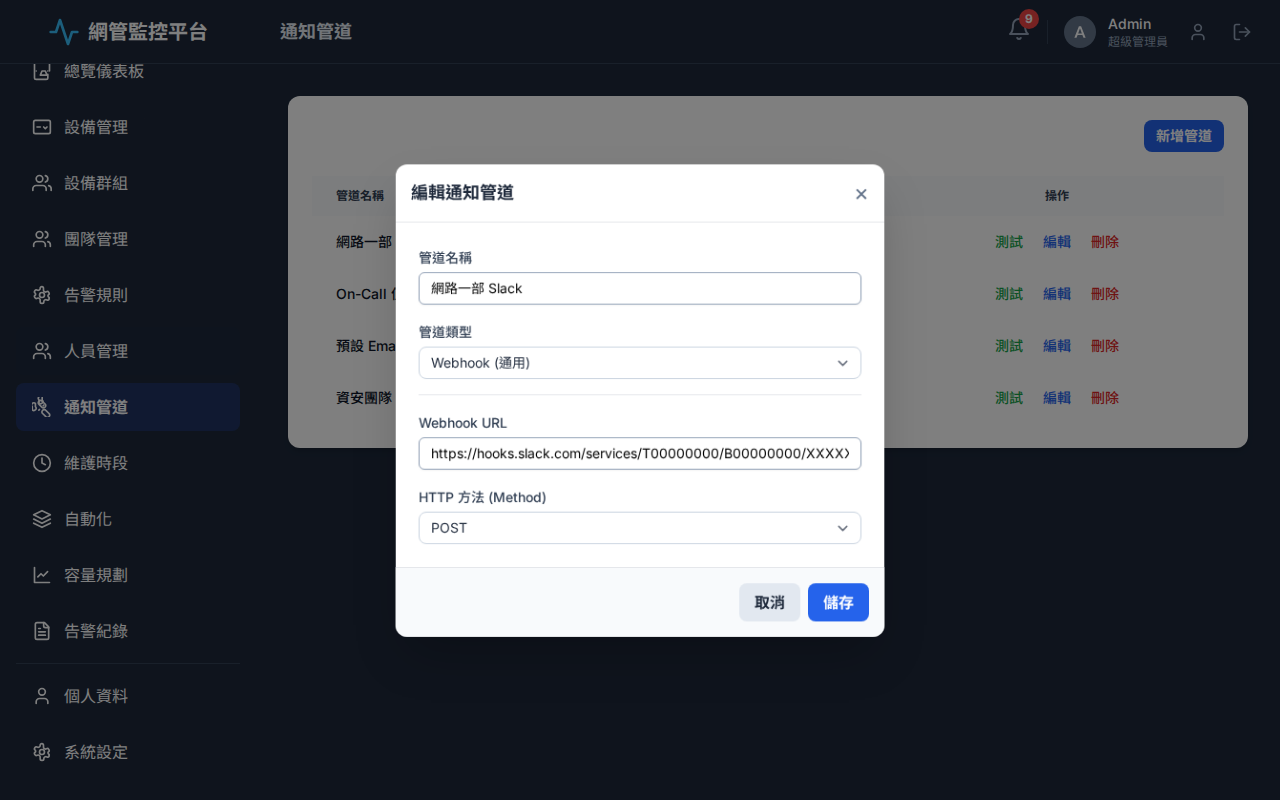 網管監控平台
通知管道
9
A
Admin
超級管理員
總覽儀表板
設備管理
設備群組
團隊管理
告警規則
人員管理
通知管道
維護時段
自動化
容量規劃
告警紀錄
個人資料
系統設定
新增管道
管道名稱
操作
網路一部
測試 編輯 刪除
On-Call
測試 編輯 刪除
預設 Ema
測試 編輯 刪除
資安團隊
測試 編輯 刪除
編輯通知管道
管道名稱
網路一部 Slack
管道類型
Webhook (通用)
Webhook URL
https://hooks.slack.com/services/T00000000/B00000000/XXXXX
HTTP 方法 (Method)
POST
取消
儲存